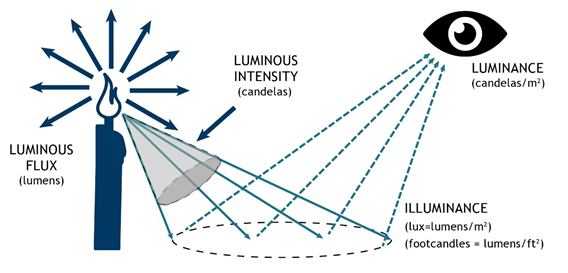 LUMINOUS
FLUX
(lumens)
LUMINOUS
INTENSITY
(candelas)
LUMINANCE
(candelas/m²)
ILLUMINANCE
(lux=lumens/m²)
(footcandles = lumens/ft²)